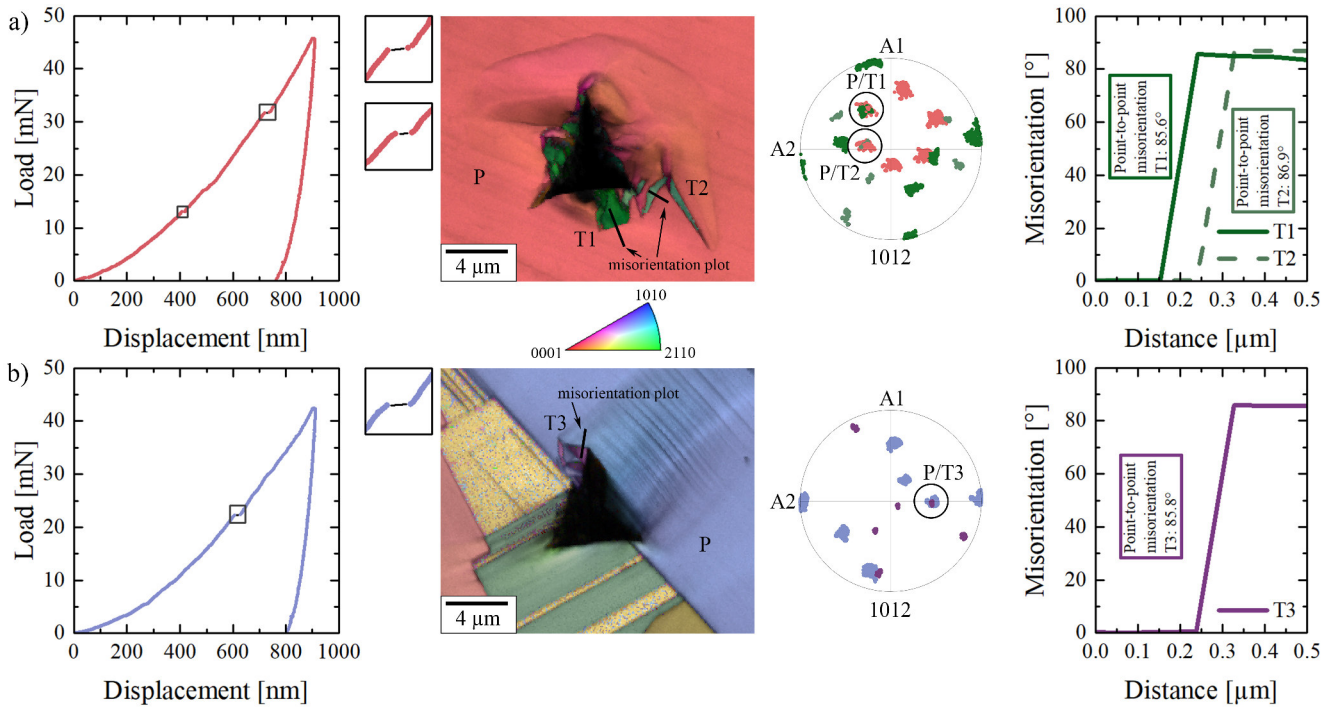 a)
50
40
30
20
10
0
Load [mN]
0 200 400 600 800 1000
Displacement [nm]
P
T1
T2
misorientation plot
4 µm
A1
P/T1
A2
P/T2
1012
100
80
60
40
20
0
Misorientation [°]
Point-to-point
misorientation
T1: 85.6°
Point-to-point
misorientation
T2: 86.9°
T1
T2
0.0 0.1 0.2 0.3 0.4 0.5
Distance [µm]
1010
0001
2110
b)
50
40
30
20
10
0
Load [mN]
0 200 400 600 800 1000
Displacement [nm]
misorientation plot
T3
P
4 µm
A1
P/T3
A2
1012
100
80
60
40
20
0
Misorientation [°]
Point-to-point
misorientation
T3: 85.8°
T3
0.0 0.1 0.2 0.3 0.4 0.5
Distance [µm]